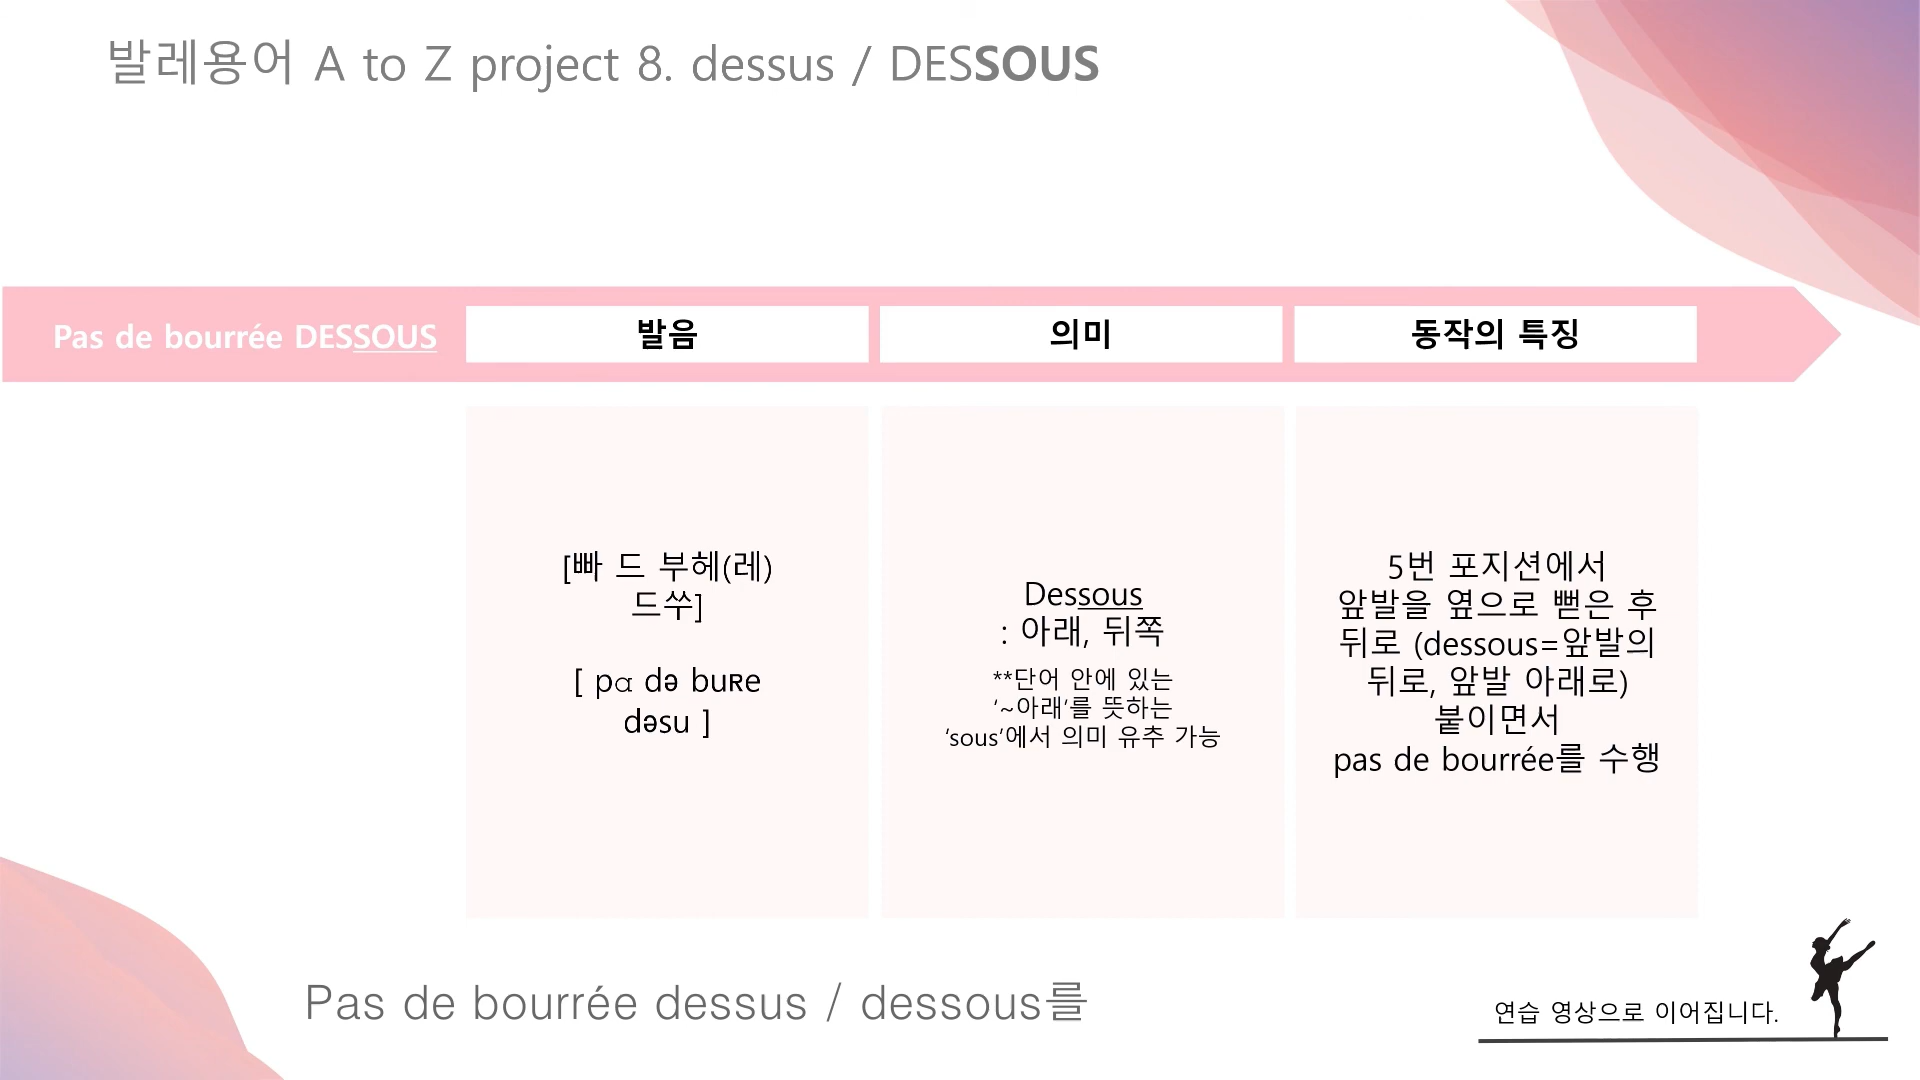 발레용어 A to Z project 8. dessus / DESSOUS
Pas de bourrée DESSOUS
발음
의미
동작의 특징
[빠 드 부헤(레)
드쑤]
[ pɑ də buʀe
dəsu ]
Dessous
: 아래, 뒤쪽
**단어 안에 있는
‘~아래’를 뜻하는
‘sous’에서 의미 유추 가능
5번 포지션에서
앞발을 옆으로 뻗은 후
뒤로 (dessous=앞발의
뒤로, 앞발 아래로)
붙이면서
pas de bourrée를 수행
Pas de bourrée dessus / dessous를
연습 영상으로 이어집니다.